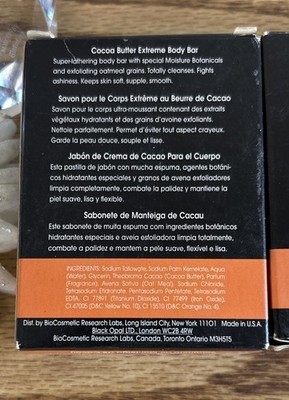 Cocoa Butter Extreme Body Bar
Super-lathering body bar with special Moisture Botanicals
and exfoliating oatmeal grains. Totally cleanses. Fights
ashiness. Keeps skin soft, supple, smooth.
Savon pour le Corps Extrême au Beurre de Cacao
Savon pour le corps ultra-moussant contenant des extraits
végétaux hydratants et des grains d'avoine exfoliants.
Nettoie parfaitement. Permet d'éviter tout aspect crayeux.
Garde la peau douce, souple et lisse.
Jabón de Crema de Cacao Para el Cuerpo
Esta pastilla de jabón con mucha espuma, agentes botáni-
cos hidratantes especiales y granos de avena exfoliadores
limpia completamente, combate la palidez y mantiene la
piel suave, lisa y flexible.
Sabonete de Manteiga de Cacau
Este sabonete de multa espuma com ingredientes botânicos
hidratantes especiais e aveia esfoliadora limpia totalmente,
combate a palidez e mantem a pele suave, flexivel e lisa.
INGREDIENTS: Sodium Tallowate, Sodium Palm Kernelate, Aqua
(Water), Glycerin, Theobroma Cacao (Cocoa Butter), Parfum
(Fragrance), Avena Sativa (Oat Meal), Sodium Chloride,
Tetrasodium Etidronate, Pentasodium Pentetate, Tetrasodium
EDTA, CI 77891 (Titanium Dioxide), CI 77499 (Iron Oxide),
CI 47005 (D&C Yellow No. 10), CI 15510 (D&C Orange No. 4).
Dist. by BioCosmetic Research Labs, Long Island City, New York 11101 Made in U.S.A.
Black Opal LTD., London WC2B 4RW
BioCosmetic Research Labs, Canada, Toronto Ontario M3H5T5